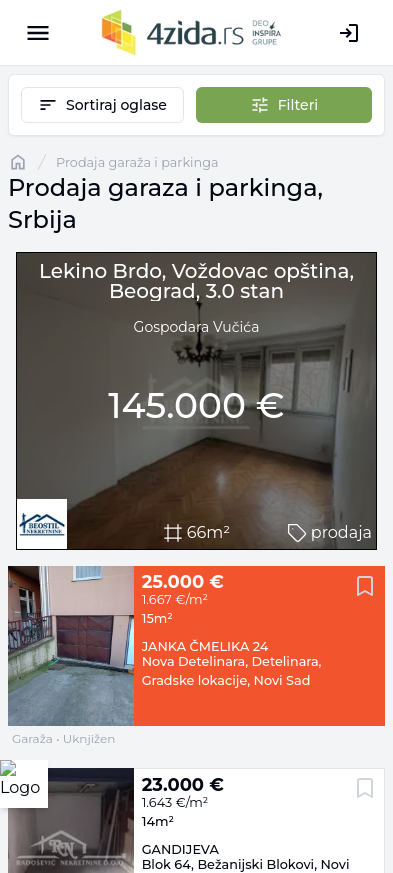 4zida.rs
DEO
INSPIRA
GRUPE
Sortiraj oglase
Filteri
/ Prodaja garaža i parkinga
Prodaja garaza i parkinga,
Srbija
Lekino Brdo, Voždovac opština,
Beograd, 3.0 stan
Gospodara Vučića
145.000 €
BEOSTIL
NEKRETNINE
66m²
prodaja
25.000 €
1.667 €/m²
15m²
JANKA ČMELIKA 24
Nova Detelinara, Detelinara,
Gradske lokacije, Novi Sad
Garaža • Uknjižen
Logo
23.000 €
1.643 €/m²
14m²
RADOŠEVIĆ NEKRETNINE D.O.O
GANDIJEVA
Blok 64, Bežanijski Blokovi, Novi